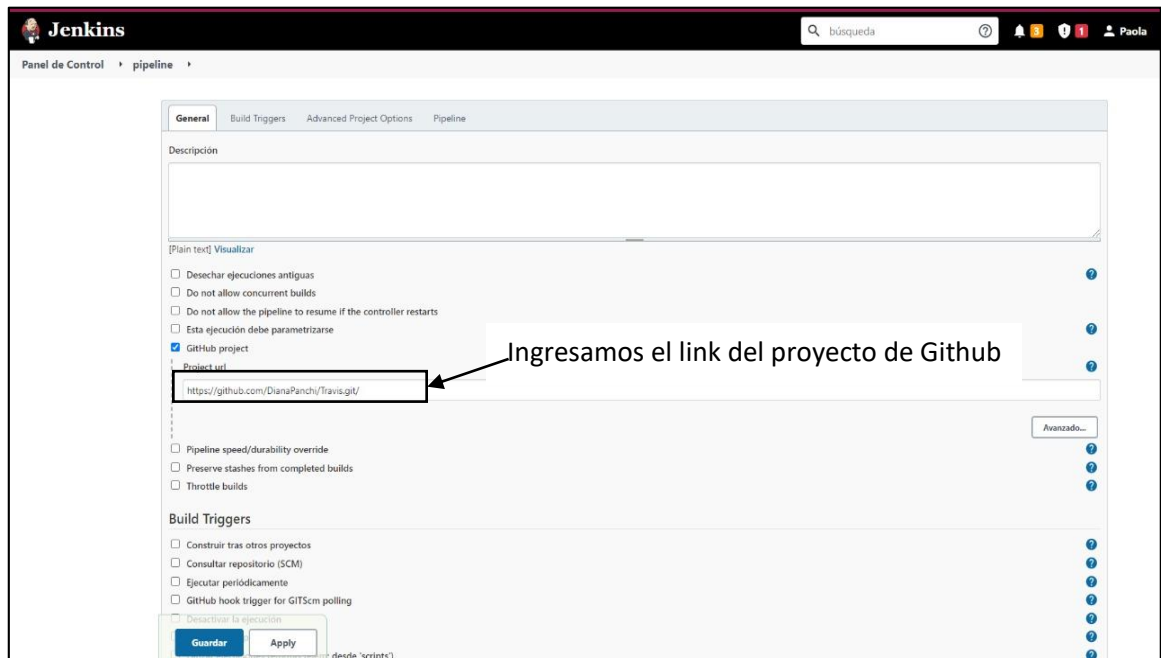 Jenkins
búsqueda
3
1
Paola
Panel de Control
pipeline
General
Build Triggers
Advanced Project Options
Pipeline
Descripción
[Plain text] Visualizar
Desechar ejecuciones antiguas
Do not allow concurrent builds
Do not allow the pipeline to resume if the controller restarts
Esta ejecución debe parametrizarse
GitHub project
Ingresamos el link del proyecto de Github
Project url
https://github.com/DianaPanchi/Travis.git/
Avanzado...
Pipeline speed/durability override
Preserve stashes from completed builds
Throttle builds
Build Triggers
Construir tras otros proyectos
Consultar repositorio (SCM)
Ejecutar periódicamente
GitHub hook trigger for GITScm polling
Desactivar la ejecución
Guardar
Apply
desde 'scripts')